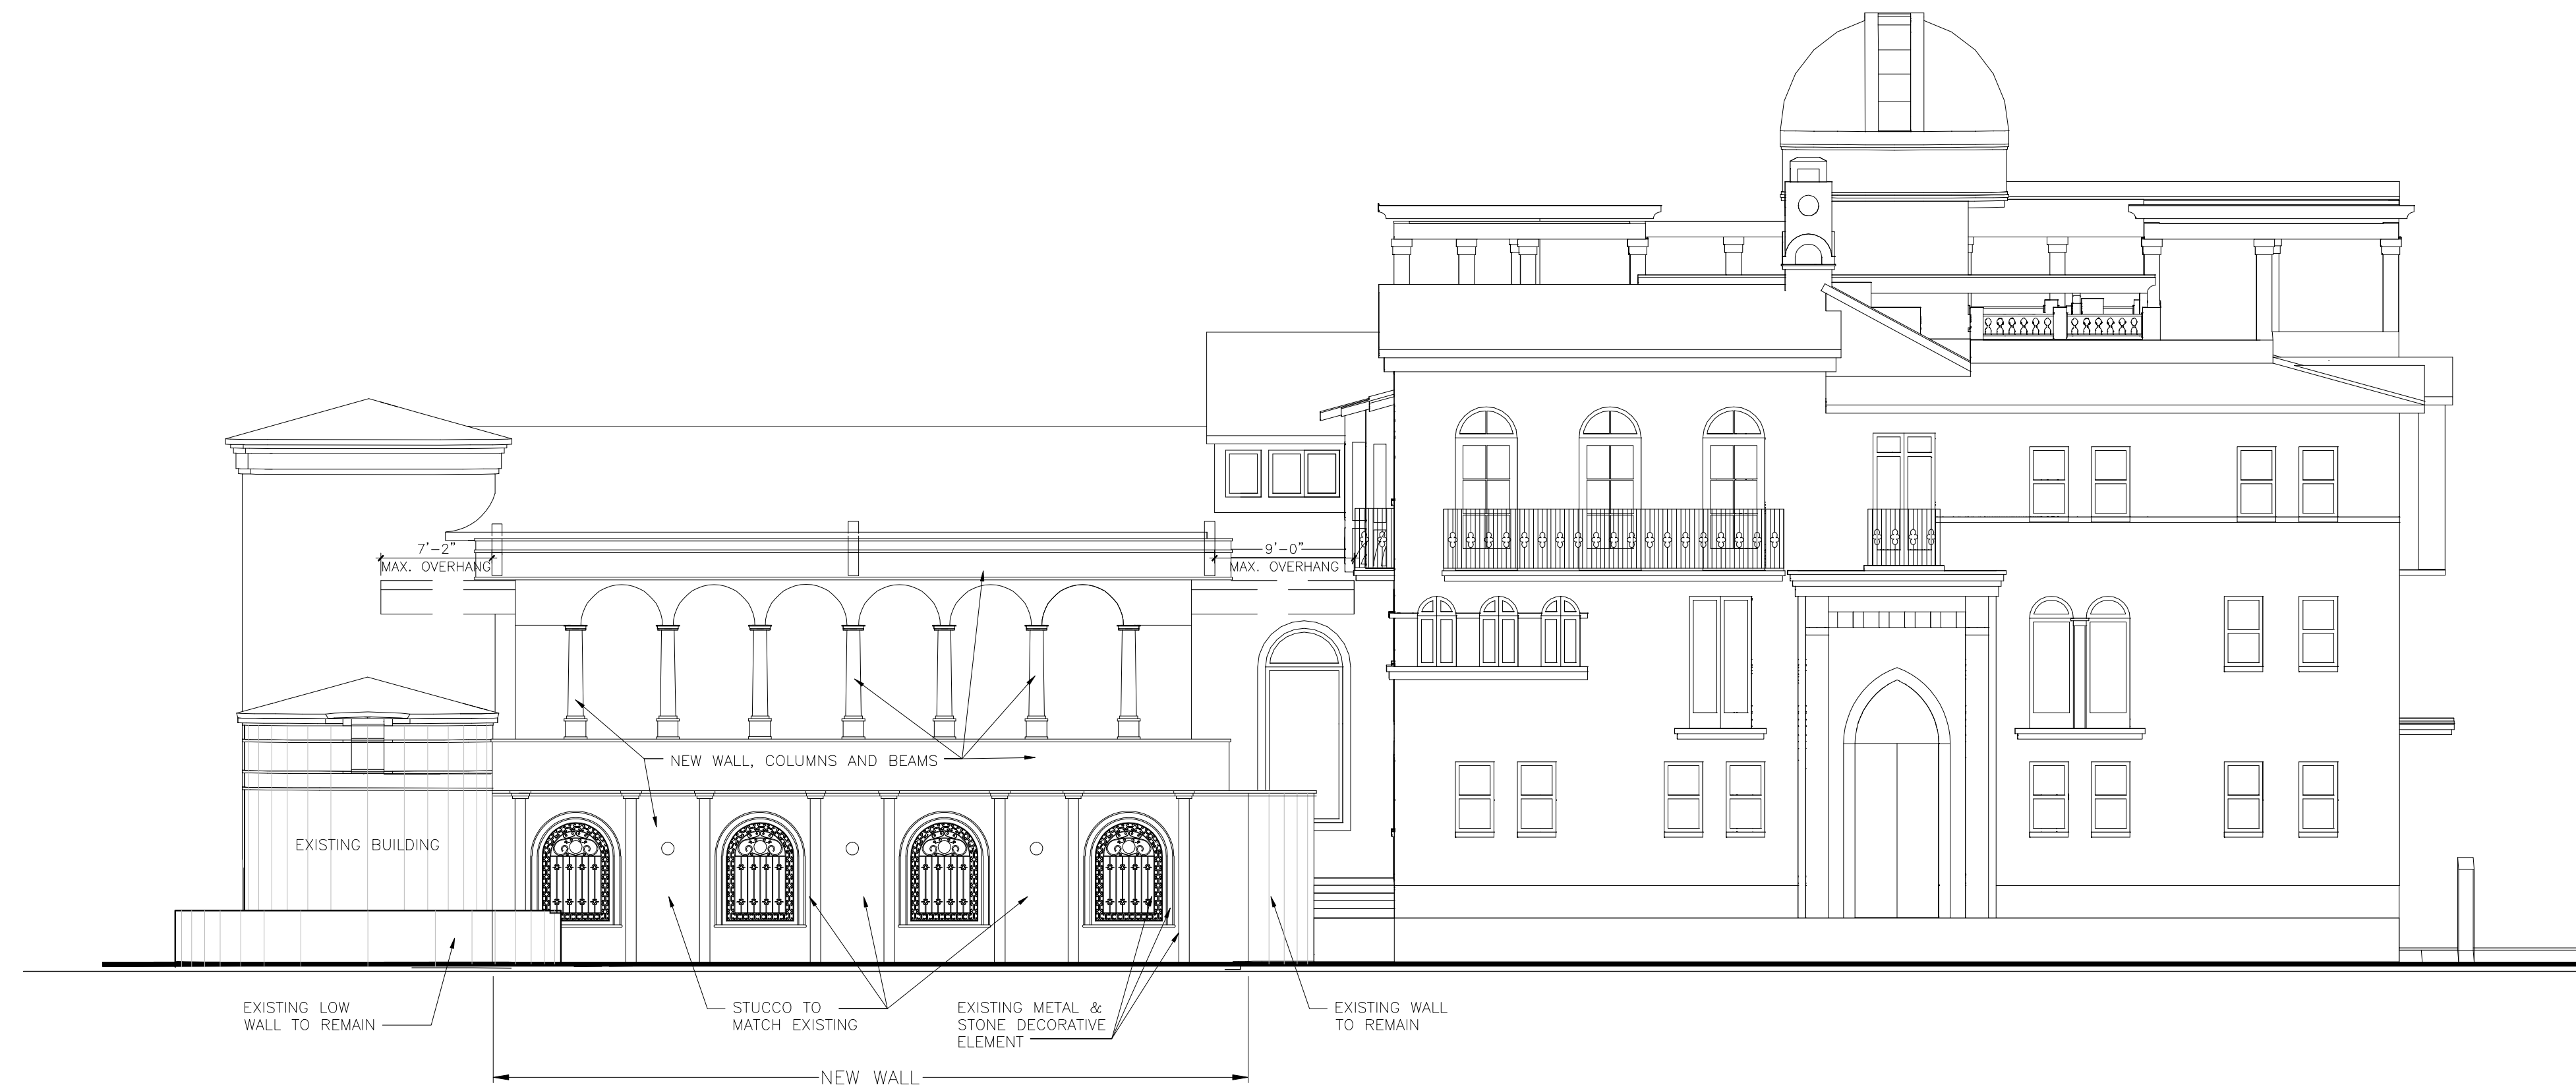 7'-2"
MAX. OVERHANG
9'-0"
MAX. OVERHANG
NEW WALL, COLUMNS AND BEAMS
EXISTING BUILDING
EXISTING LOW
WALL TO REMAIN
STUCCO TO
MATCH EXISTING
EXISTING METAL &
STONE DECORATIVE
ELEMENT
EXISTING WALL
TO REMAIN
NEW WALL